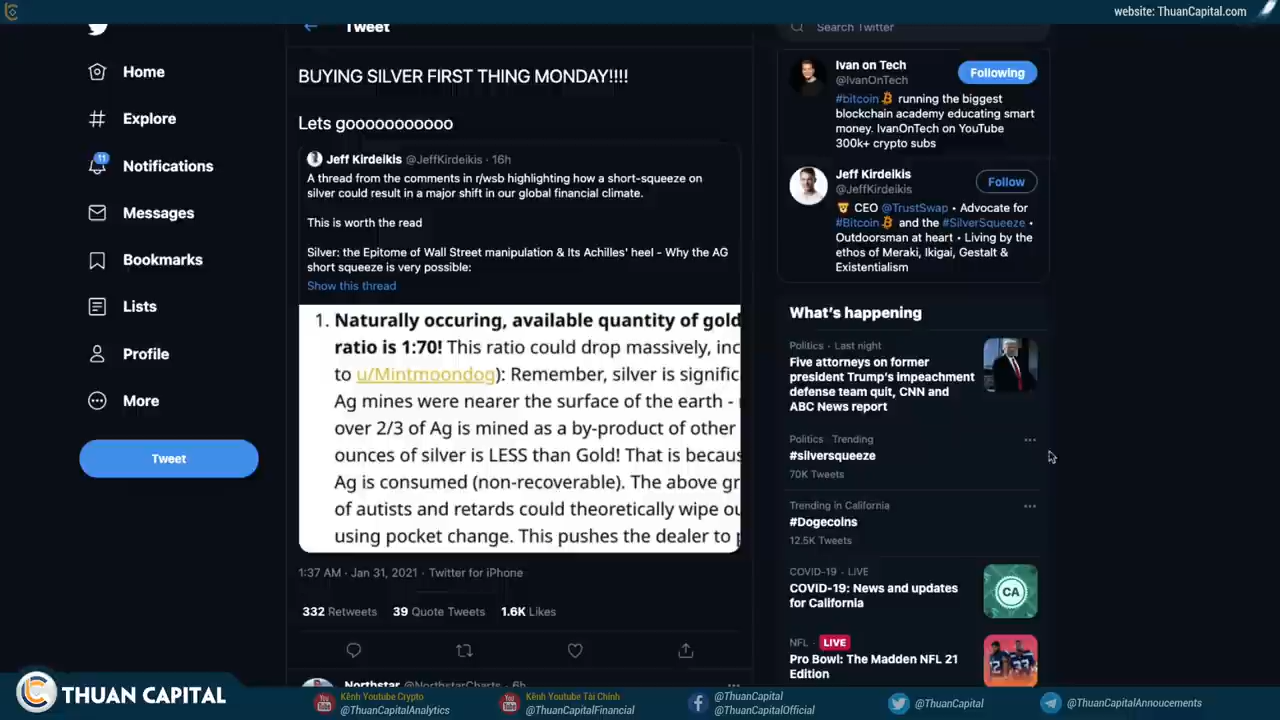 website: ThuanCapital.com
Tweet
Search Twitter
Home
Explore
11
Notifications
Messages
Bookmarks
Lists
Profile
More
Tweet
BUYING SILVER FIRST THING MONDAY!!!!
Lets gooooooooooo
Jeff Kirdeikis @JeffKirdeikis · 16h
A thread from the comments in r/wsb highlighting how a short-squeeze on
silver could result in a major shift in our global financial climate.
This is worth the read
Silver: the Epitome of Wall Street manipulation & Its Achilles' heel - Why the AG
short squeeze is very possible:
Show this thread
1. Naturally occuring, available quantity of gold
ratio is 1:70! This ratio could drop massively, inc
to u/Mintmoondog): Remember, silver is signific
Ag mines were nearer the surface of the earth -
over 2/3 of Ag is mined as a by-product of other
ounces of silver is LESS than Gold! That is becaus
Ag is consumed (non-recoverable). The above gr
of autists and retards could theoretically wipe ou
using pocket change. This pushes the dealer to p
1:37 AM · Jan 31, 2021 · Twitter for iPhone
332 Retweets 39 Quote Tweets 1.6K Likes
Northstar @NorthstarCharts · 6h
Ivan on Tech
@IvanOnTech
Following
#bitcoin running the biggest
blockchain academy educating smart
money. IvanOnTech on YouTube
300k+ crypto subs
Jeff Kirdeikis
@JeffKirdeikis
Follow
CEO @TrustSwap • Advocate for
#Bitcoin and the #SilverSqueeze •
Outdoorsman at heart • Living by the
ethos of Meraki, Ikigai, Gestalt &
Existentialism
What's happening
Politics · Last night
Five attorneys on former
president Trump's impeachment
defense team quit, CNN and
ABC News report
Politics · Trending
#silversqueeze
70K Tweets
Trending in California
#Dogecoins
12.5K Tweets
COVID-19 · LIVE
COVID-19: News and updates
for California
CA
NFL · LIVE
Pro Bowl: The Madden NFL 21
Edition
THUAN CAPITAL
Kênh Youtube Crypto
@ThuanCapitalAnalytics
Kênh Youtube Tài Chính
@ThuanCapitalFinancial
@ThuanCapital
@ThuanCapitalOfficial
@ThuanCapital
@ThuanCapitalAnnoucements